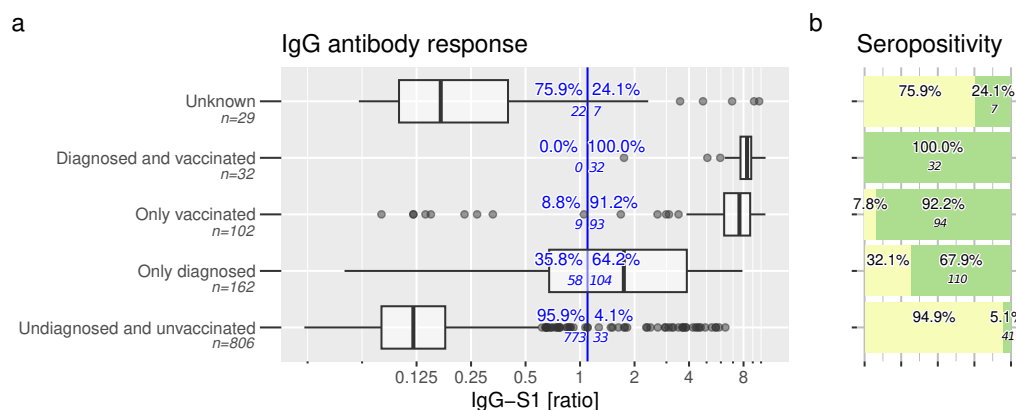 a
b
IgG antibody response
Seropositivity
Unknown
n=29
75.9% 24.1%
22 7
75.9% 24.1%
7
Diagnosed and vaccinated
n=32
0.0% 100.0%
0 32
100.0%
32
Only vaccinated
n=102
8.8% 91.2%
9 93
7.8% 92.2%
94
Only diagnosed
n=162
35.8% 64.2%
58 104
32.1% 67.9%
110
Undiagnosed and unvaccinated
n=806
95.9% 4.1%
773 33
94.9% 5.1%
41
0.125 0.25 0.5 1 2 4 8
IgG−S1 [ratio]